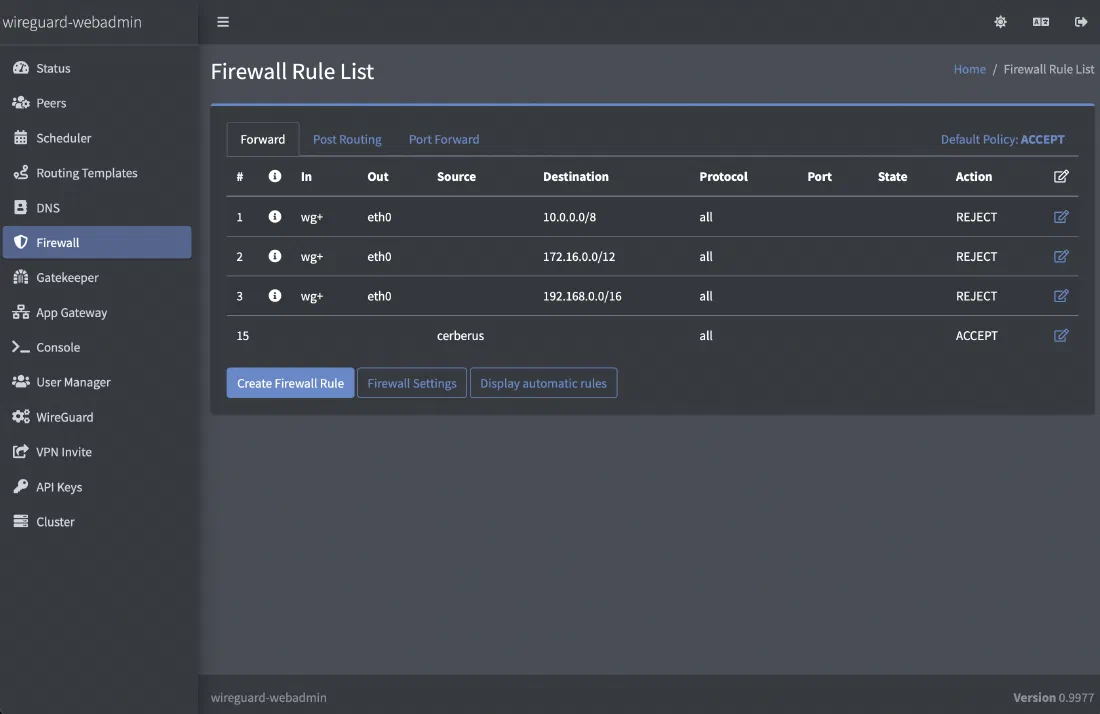 wireguard-webadmin
Status
Peers
Scheduler
Routing Templates
DNS
Firewall
Gatekeeper
App Gateway
Console
User Manager
WireGuard
VPN Invite
API Keys
Cluster
Firewall Rule List
Home / Firewall Rule List
Forward Post Routing Port Forward Default Policy: ACCEPT
# In Out Source Destination Protocol Port State Action
1 wg+ eth0 10.0.0.0/8 all REJECT
2 wg+ eth0 172.16.0.0/12 all REJECT
3 wg+ eth0 192.168.0.0/16 all REJECT
15 cerberus all ACCEPT
Create Firewall Rule Firewall Settings Display automatic rules
wireguard-webadmin Version 0.9977